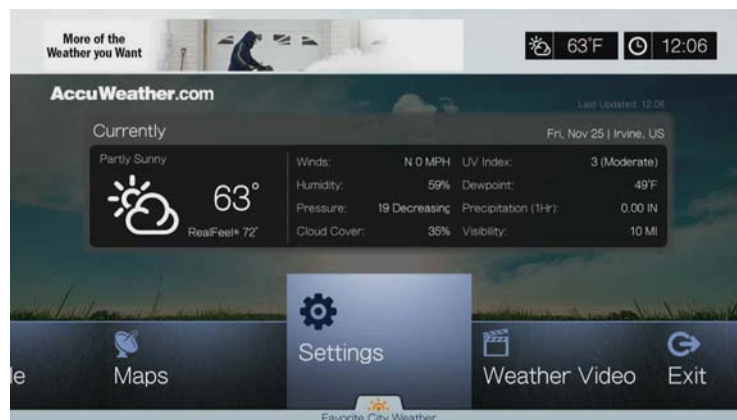 More of the
Weather you Want
63°F
12:06
AccuWeather.com
Last Updated: 12:06
Currently
Fri, Nov 25 | Irvine, US
Partly Sunny
63°
RealFeel® 72°
Winds: N 0 MPH
Humidity: 59%
Pressure: 19 Decreasing
Cloud Cover: 35%
UV Index: 3 (Moderate)
Dewpoint: 49°F
Precipitation (1Hr): 0.00 IN
Visibility: 10 MI
le
Maps
Settings
Weather Video
Exit
Favorite City Weather